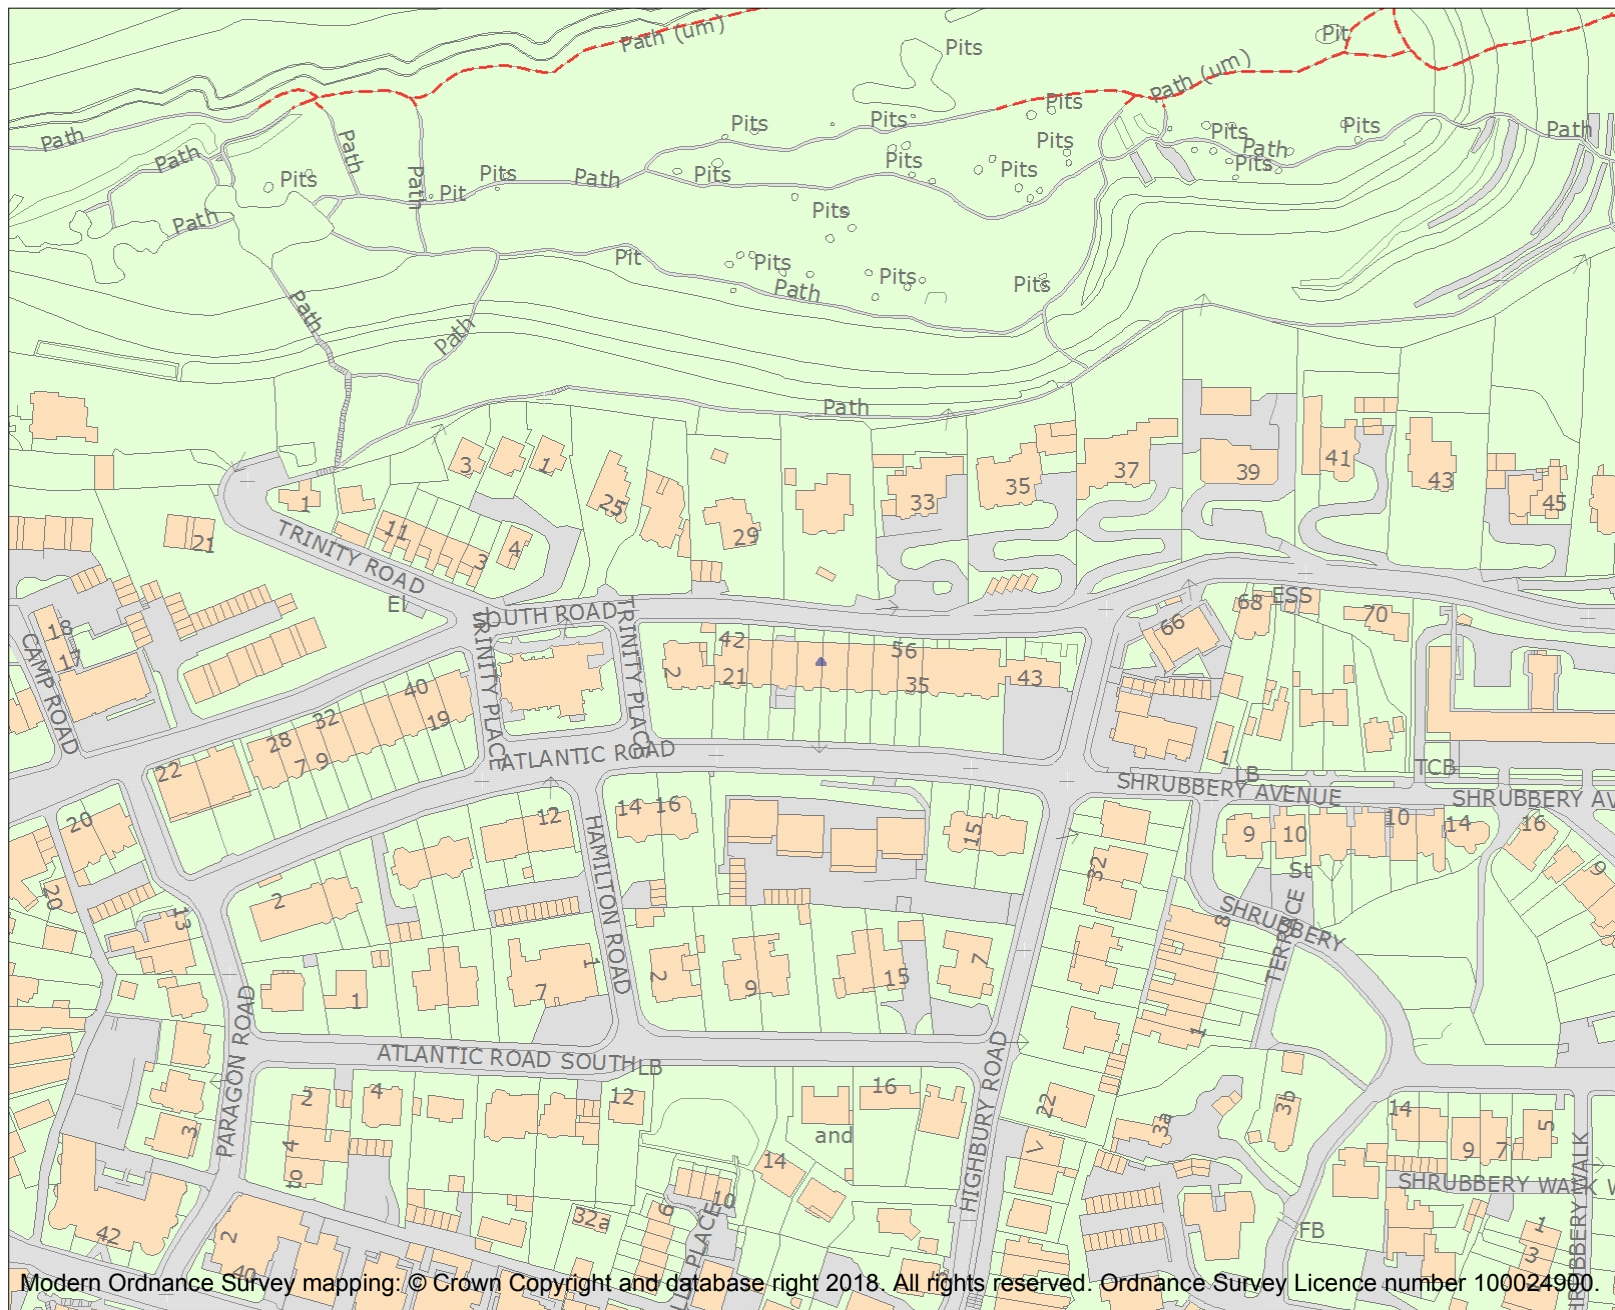 Path (um)
Pits
Pit
Path (um)
Pits
Path
Path
Path
Pits
Pits
Pits
Pits
Path
Pits
Path
Path
Pits
Pits
Path
Pit
Pits
Path
Pits
Pits
Pits
Pits
Path
Pits
Pit
Pits
Path
Pits
Pits
Path
Path
Path
3
1
25
33
35
37
39
41
43
45
1
11
3
4
29
21
TRINITY ROAD
El
SOUTH ROAD
TRINITY PLACE
TRINITY PLACE
ESS
68
70
66
18
17
CAMP ROAD
42
56
2
21
35
43
40
32
28
19
9
7
22
ATLANTIC ROAD
1
LB
TCB
SHRUBBERY AVENUE
SHRUBBERY AV
20
12
14
16
15
9
10
10
14
16
HAMILTON ROAD
32
St
9
20
2
13
8
SHRUBBERY
TERRACE
1
7
2
9
15
7
1
1
PARAGON ROAD
ATLANTIC ROAD SOUTH
LB
HIGHBURY ROAD
2
4
12
16
22
3a
3b
14
5
9
7
3
4
6
and
14
7
SHRUBBERY WALK W
SHRUBBERY WALK
10
6
32a
PLACE
42
2
40
FB
1
3
Modern Ordnance Survey mapping: © Crown Copyright and database right 2018. All rights reserved. Ordnance Survey Licence number 100024900.